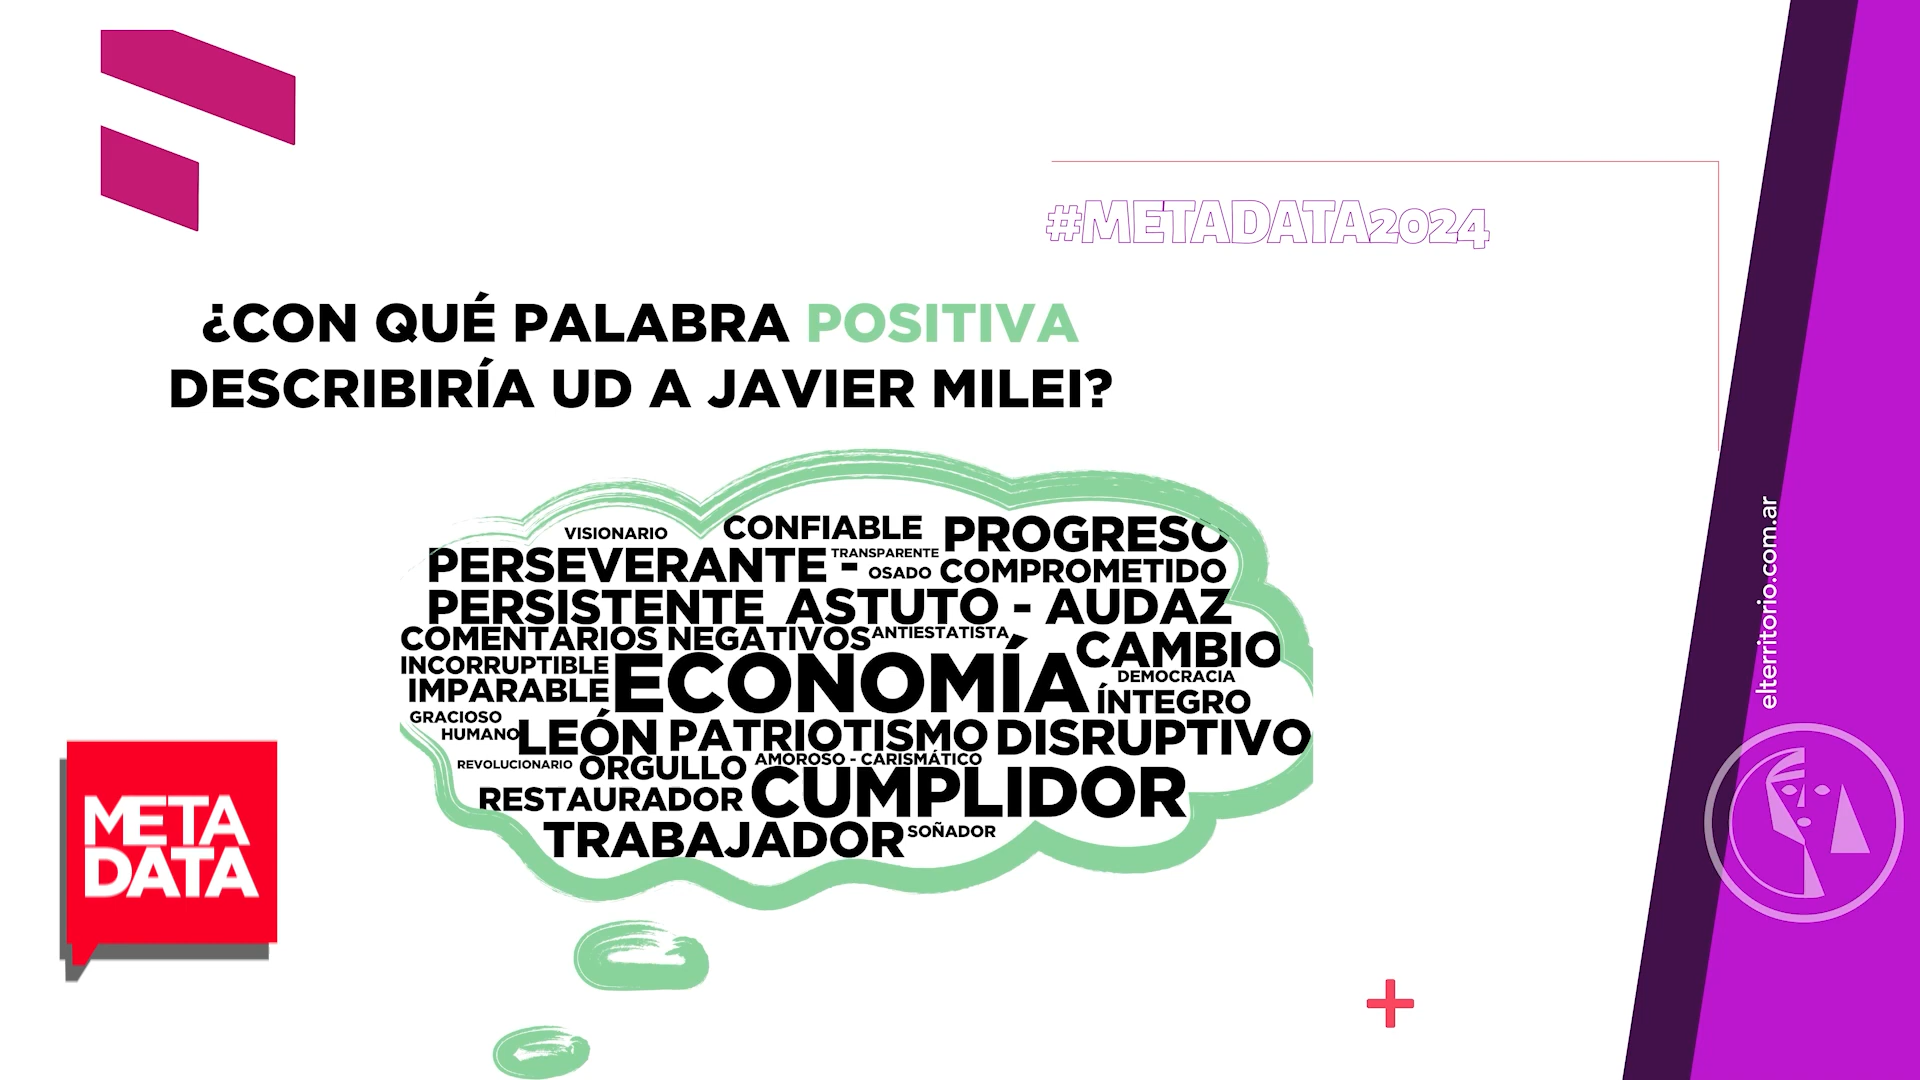 #METADATA2024
¿CON QUÉ PALABRA POSITIVA
DESCRIBIRÍA UD A JAVIER MILEI?
VISIONARIO CONFIABLE PROGRESO
PERSEVERANTE - TRANSPARENTE
OSADO COMPROMETIDO
PERSISTENTE ASTUTO - AUDAZ
COMENTARIOS NEGATIVOS ANTIESTATISTA
CAMBIO
INCORRUPTIBLE ECONOMÍA DEMOCRACIA
IMPARABLE ÍNTEGRO
GRACIOSO
HUMANO LEÓN PATRIOTISMO DISRUPTIVO
REVOLUCIONARIO ORGULLO AMOROSO - CARISMÁTICO
RESTAURADOR CUMPLIDOR
TRABAJADOR SOÑADOR
META
DATA
elterritorio.com.ar